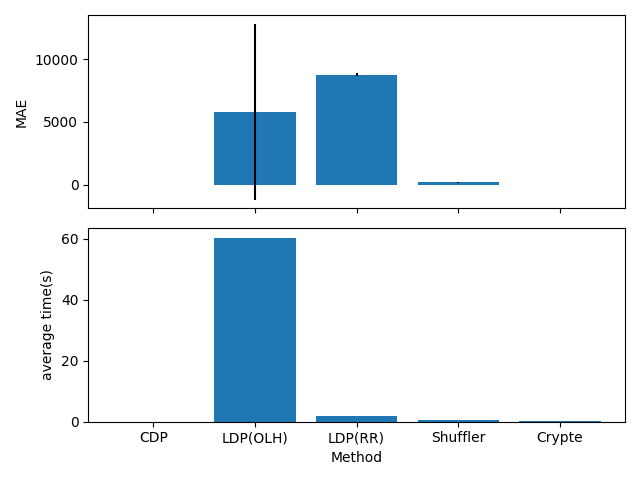 10000
5000
0
MAE
60
40
20
0
average time(s)
CDP LDP(OLH) LDP(RR) Shuffler Crypte
Method